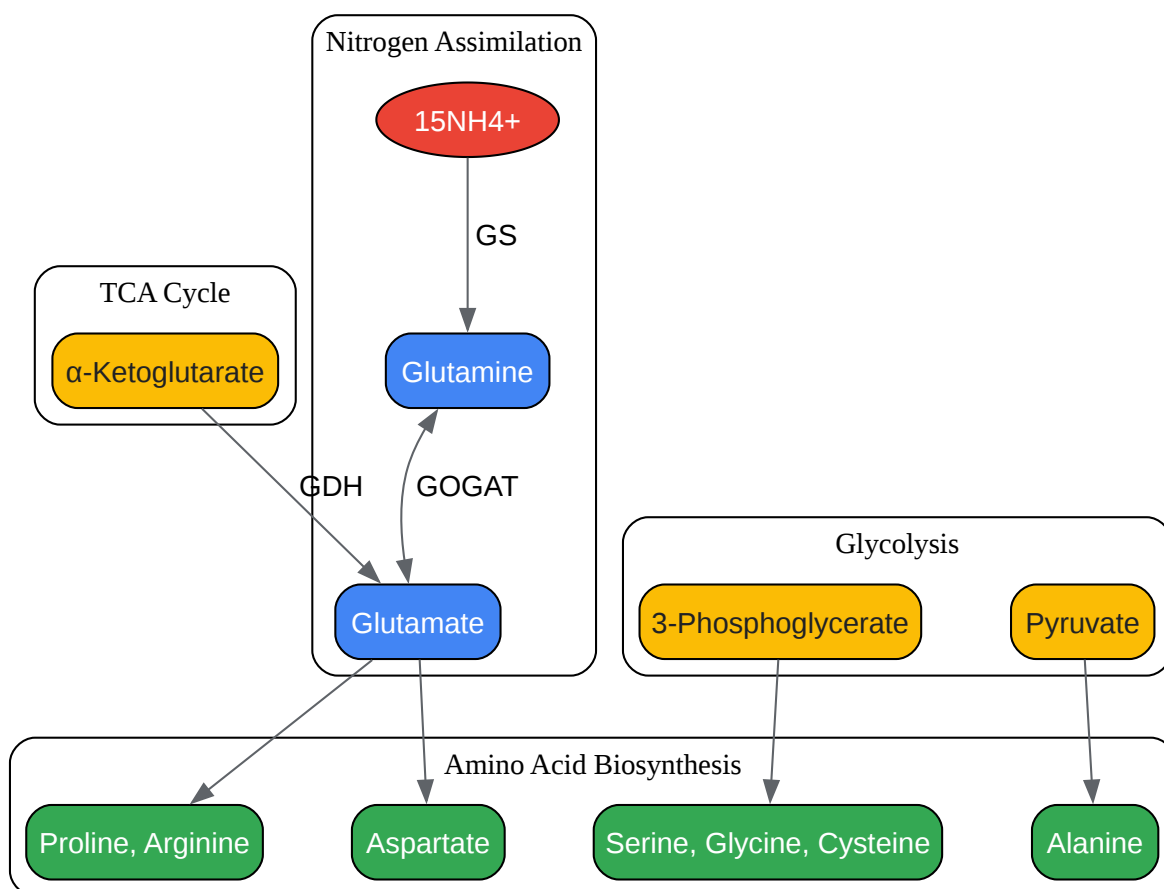 Nitrogen Assimilation
15NH4+
GS
TCA Cycle
α-Ketoglutarate
Glutamine
GDH
GOGAT
Glycolysis
Glutamate
3-Phosphoglycerate
Pyruvate
Amino Acid Biosynthesis
Proline, Arginine
Aspartate
Serine, Glycine, Cysteine
Alanine